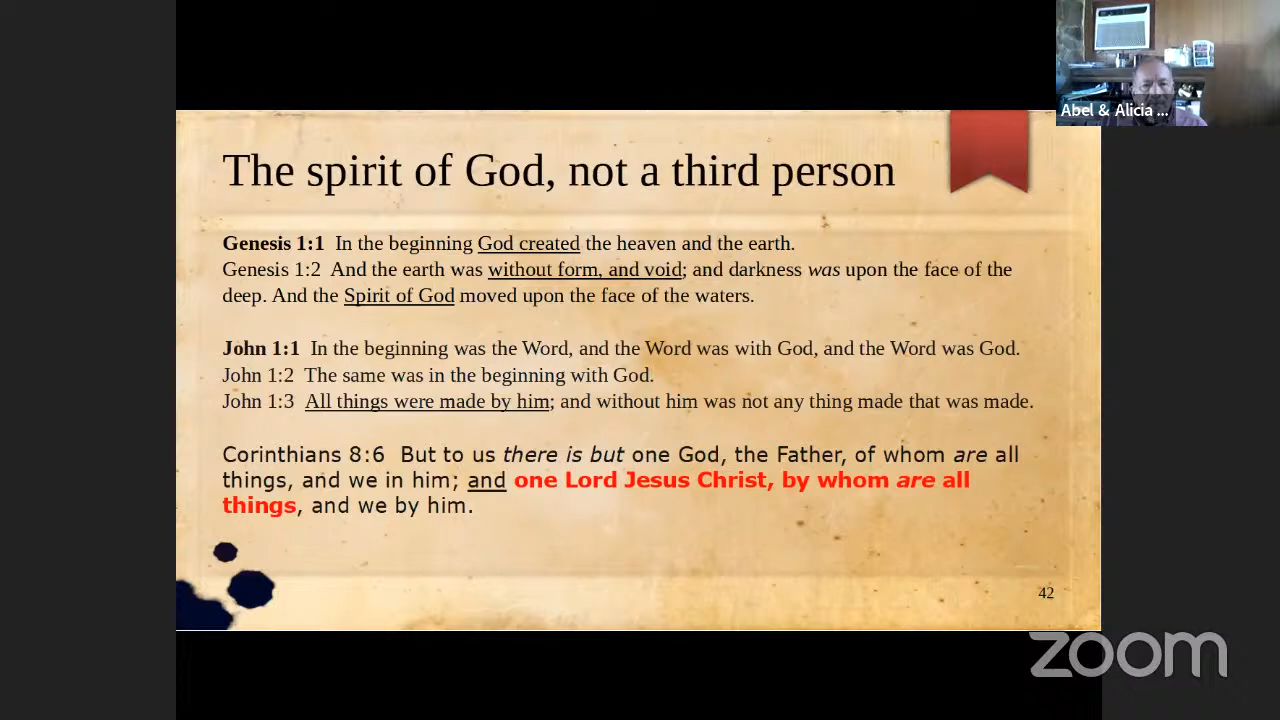 Abel & Alicia ...
The spirit of God, not a third person
Genesis 1:1 In the beginning God created the heaven and the earth.
Genesis 1:2 And the earth was without form, and void; and darkness was upon the face of the
deep. And the Spirit of God moved upon the face of the waters.
John 1:1 In the beginning was the Word, and the Word was with God, and the Word was God.
John 1:2 The same was in the beginning with God.
John 1:3 All things were made by him; and without him was not any thing made that was made.
Corinthians 8:6 But to us there is but one God, the Father, of whom are all
things, and we in him; and one Lord Jesus Christ, by whom are all
things, and we by him.
42
zoom